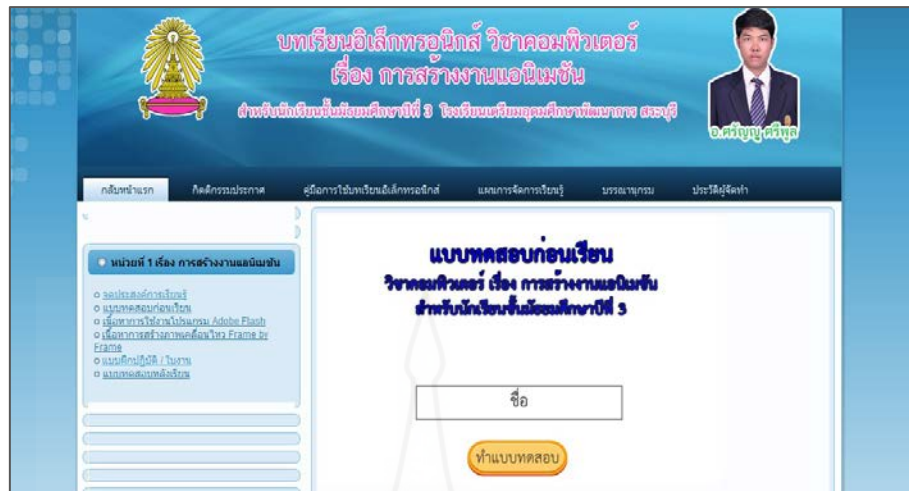 บทเรียนอิเล็กทรอนิกส์ วิชาคอมพิวเตอร์
เรื่อง การสร้างงานแอนิเมชัน
สำหรับนักเรียนชั้นมัธยมศึกษาปีที่ 3 โรงเรียนเตรียมอุดมศึกษาพัฒนาการ สระบุรี
อ.ศรัญญู ศรีพูล
กลับหน้าแรก กิตติกรรมประกาศ คู่มือการใช้บทเรียนอิเล็กทรอนิกส์ แผนการจัดการเรียนรู้ บรรณานุกรม ประวัติผู้จัดทำ
หน่วยที่ 1 เรื่อง การสร้างงานแอนิเมชัน
จุดประสงค์การเรียนรู้
แบบทดสอบก่อนเรียน
เนื้อหาการใช้งานโปรแกรม Adobe Flash
เนื้อหาการสร้างภาพเคลื่อนไหว Frame by
Frame
แบบฝึกปฏิบัติ / ใบงาน
แบบทดสอบหลังเรียน
แบบทดสอบก่อนเรียน
วิชาคอมพิวเตอร์ เรื่อง การสร้างงานแอนิเมชัน
สำหรับนักเรียนชั้นมัธยมศึกษาปีที่ 3
ชื่อ
ทำแบบทดสอบ